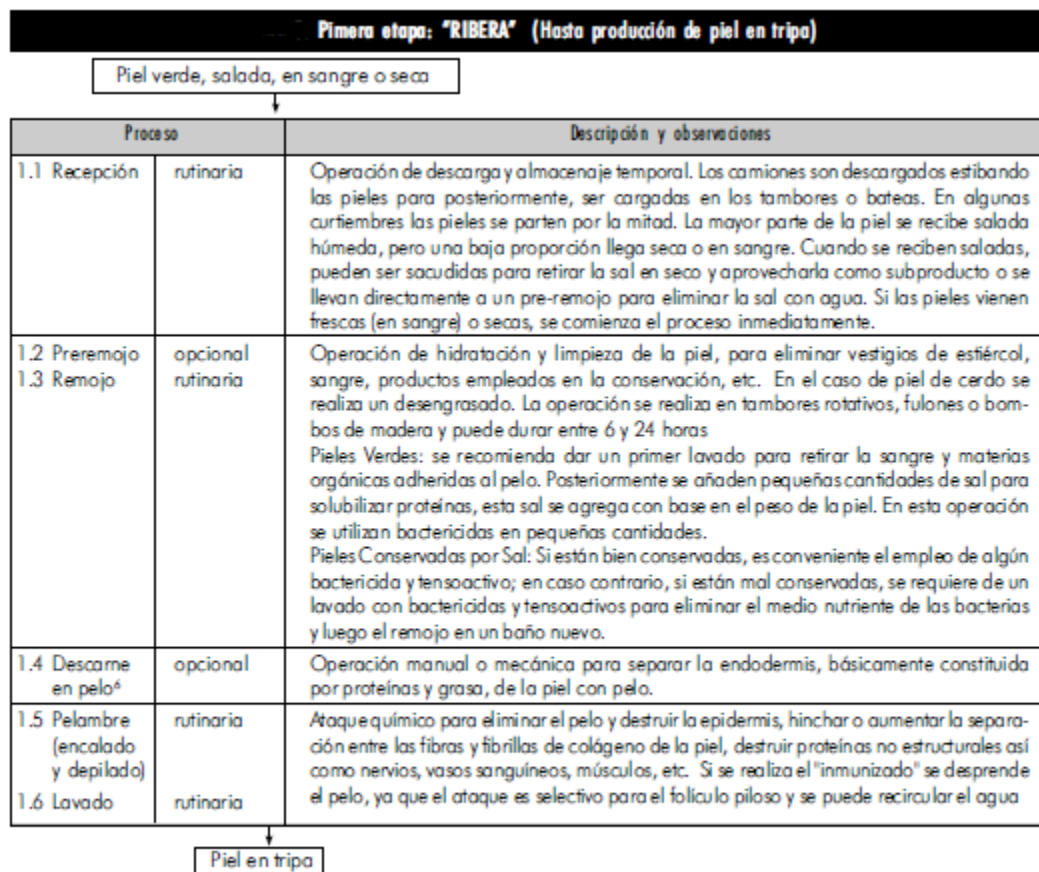 Pimera etapa: "RIBERA" (Hasta producción de piel en tripa)
Piel verde, salada, en sangre o seca
Proceso
Descripción y observaciones
1.1 Recepción
rutinaria
Operación de descarga y almacenaje temporal. Los camiones son descargados estibando
las pieles para posteriormente, ser cargadas en los tambores o bateas. En algunas
curtiembres las pieles se parten por la mitad. La mayor parte de la piel se recibe salada
húmeda, pero una baja proporción llega seca o en sangre. Cuando se reciben saladas,
pueden ser sacudidas para retirar la sal en seco y aprovecharla como subproducto o se
llevan directamente a un pre-remojo para eliminar la sal con agua. Si las pieles vienen
frescas (en sangre) o secas, se comienza el proceso inmediatamente.
1.2 Preremojo
opcional
1.3 Remojo
rutinaria
Operación de hidratación y limpieza de la piel, para eliminar vestigios de estiércol,
sangre, productos empleados en la conservación, etc. En el caso de piel de cerdo se
realiza un desengrasado. La operación se realiza en tambores rotativos, fulones o bom-
bos de madera y puede durar entre 6 y 24 horas
Pieles Verdes: se recomienda dar un primer lavado para retirar la sangre y materias
orgánicas adheridas al pelo. Posteriormente se añaden pequeñas cantidades de sal para
solubilizar proteínas, esta sal se agrega con base en el peso de la piel. En esta operación
se utilizan bactericidas en pequeñas cantidades.
Pieles Conservadas por Sal: Si están bien conservadas, es conveniente el empleo de algún
bactericida y tensoactivo; en caso contrario, si están mal conservadas, se requiere de un
lavado con bactericidas y tensoactivos para eliminar el medio nutriente de las bacterias
y luego el remojo en un baño nuevo.
1.4 Descarne
en pelo⁶
opcional
Operación manual o mecánica para separar la endodermis, básicamente constituida
por proteínas y grasa, de la piel con pelo.
1.5 Pelambre
(encalado
y depilado)
rutinaria
1.6 Lavado
rutinaria
Ataque químico para eliminar el pelo y destruir la epidermis, hinchar o aumentar la separa-
ción entre las fibras y fibrillas de colágeno de la piel, destruir proteínas no estructurales así
como nervios, vasos sanguíneos, músculos, etc. Si se realiza el "inmunizado" se desprende
el pelo, ya que el ataque es selectivo para el folículo piloso y se puede recircular el agua
Piel en tripa